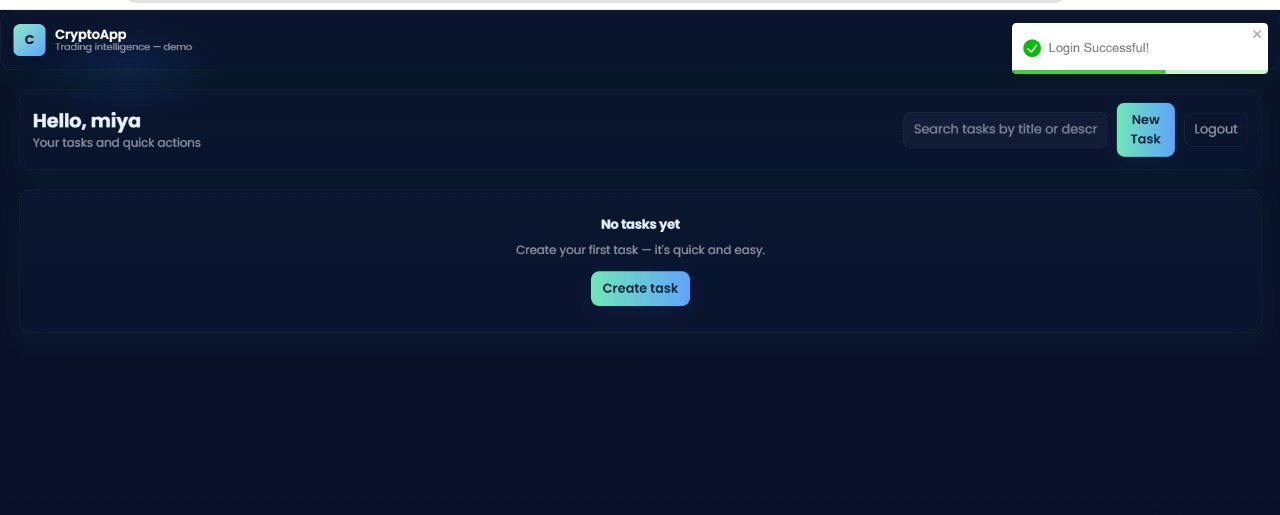 C
CryptoApp
Trading intelligence — demo
Login Successful!
Hello, miya
Your tasks and quick actions
Search tasks by title or descr
New
Task
Logout
No tasks yet
Create your first task — it's quick and easy.
Create task